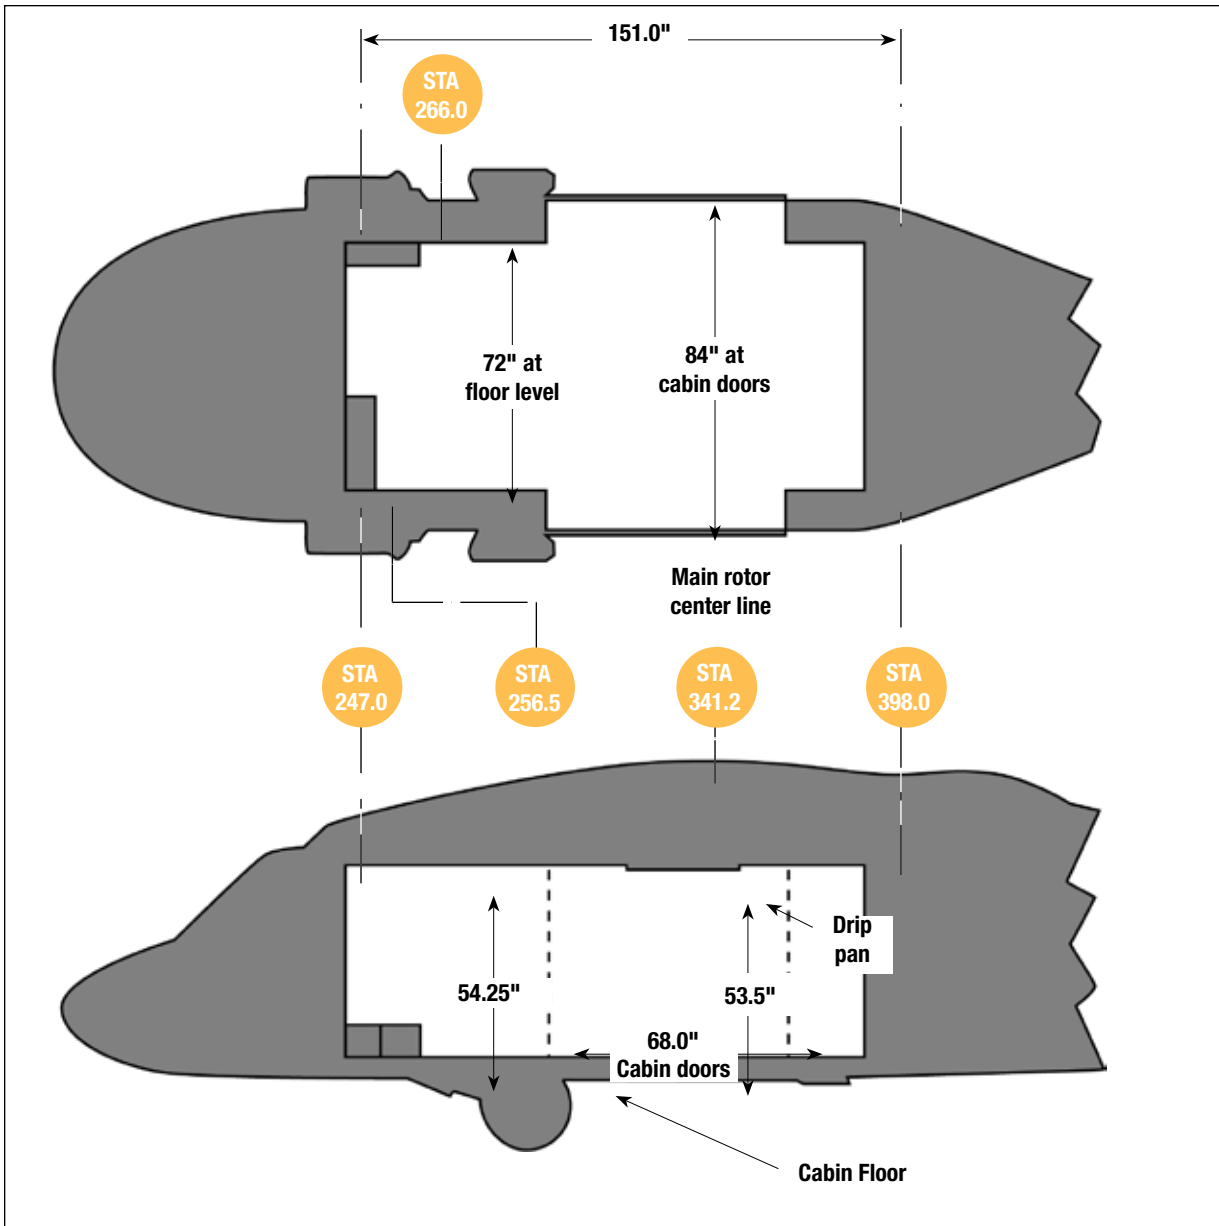 151.0"
STA
266.0
72" at
floor level
84" at
cabin doors
Main rotor
center line
STA
247.0
STA
256.5
STA
341.2
STA
398.0
Drip
pan
54.25"
53.5"
68.0"
Cabin doors
Cabin Floor